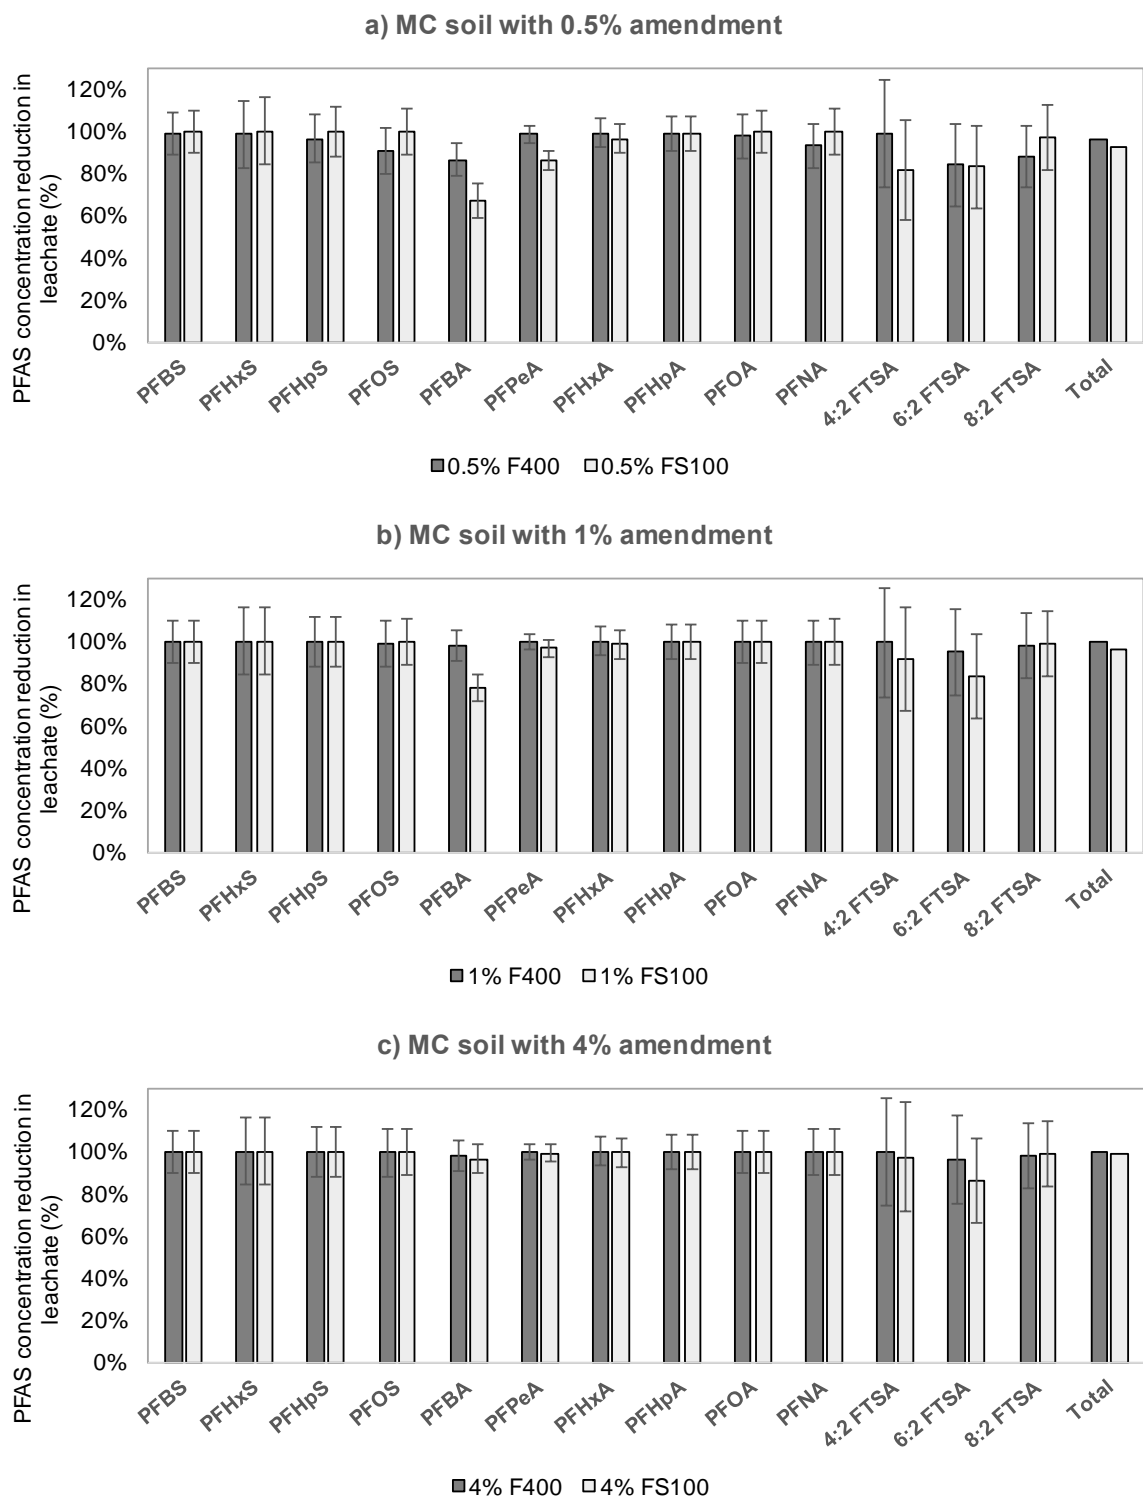 a) MC soil with 0.5% amendment
PFAS concentration reduction in
leachate (%)
120%
100%
80%
60%
40%
20%
0%
PFBS
PFHxS
PFHpS
PFOS
PFBA
PFPeA
PFHxA
PFHpA
PFOA
PFNA
4:2 FTSA
6:2 FTSA
8:2 FTSA
Total
0.5% F400 0.5% FS100
b) MC soil with 1% amendment
PFAS concentration reduction in
leachate (%)
120%
100%
80%
60%
40%
20%
0%
PFBS
PFHxS
PFHpS
PFOS
PFBA
PFPeA
PFHxA
PFHpA
PFOA
PFNA
4:2 FTSA
6:2 FTSA
8:2 FTSA
Total
1% F400 1% FS100
c) MC soil with 4% amendment
PFAS concentration reduction in
leachate (%)
120%
100%
80%
60%
40%
20%
0%
PFBS
PFHxS
PFHpS
PFOS
PFBA
PFPeA
PFHxA
PFHpA
PFOA
PFNA
4:2 FTSA
6:2 FTSA
8:2 FTSA
Total
4% F400 4% FS100